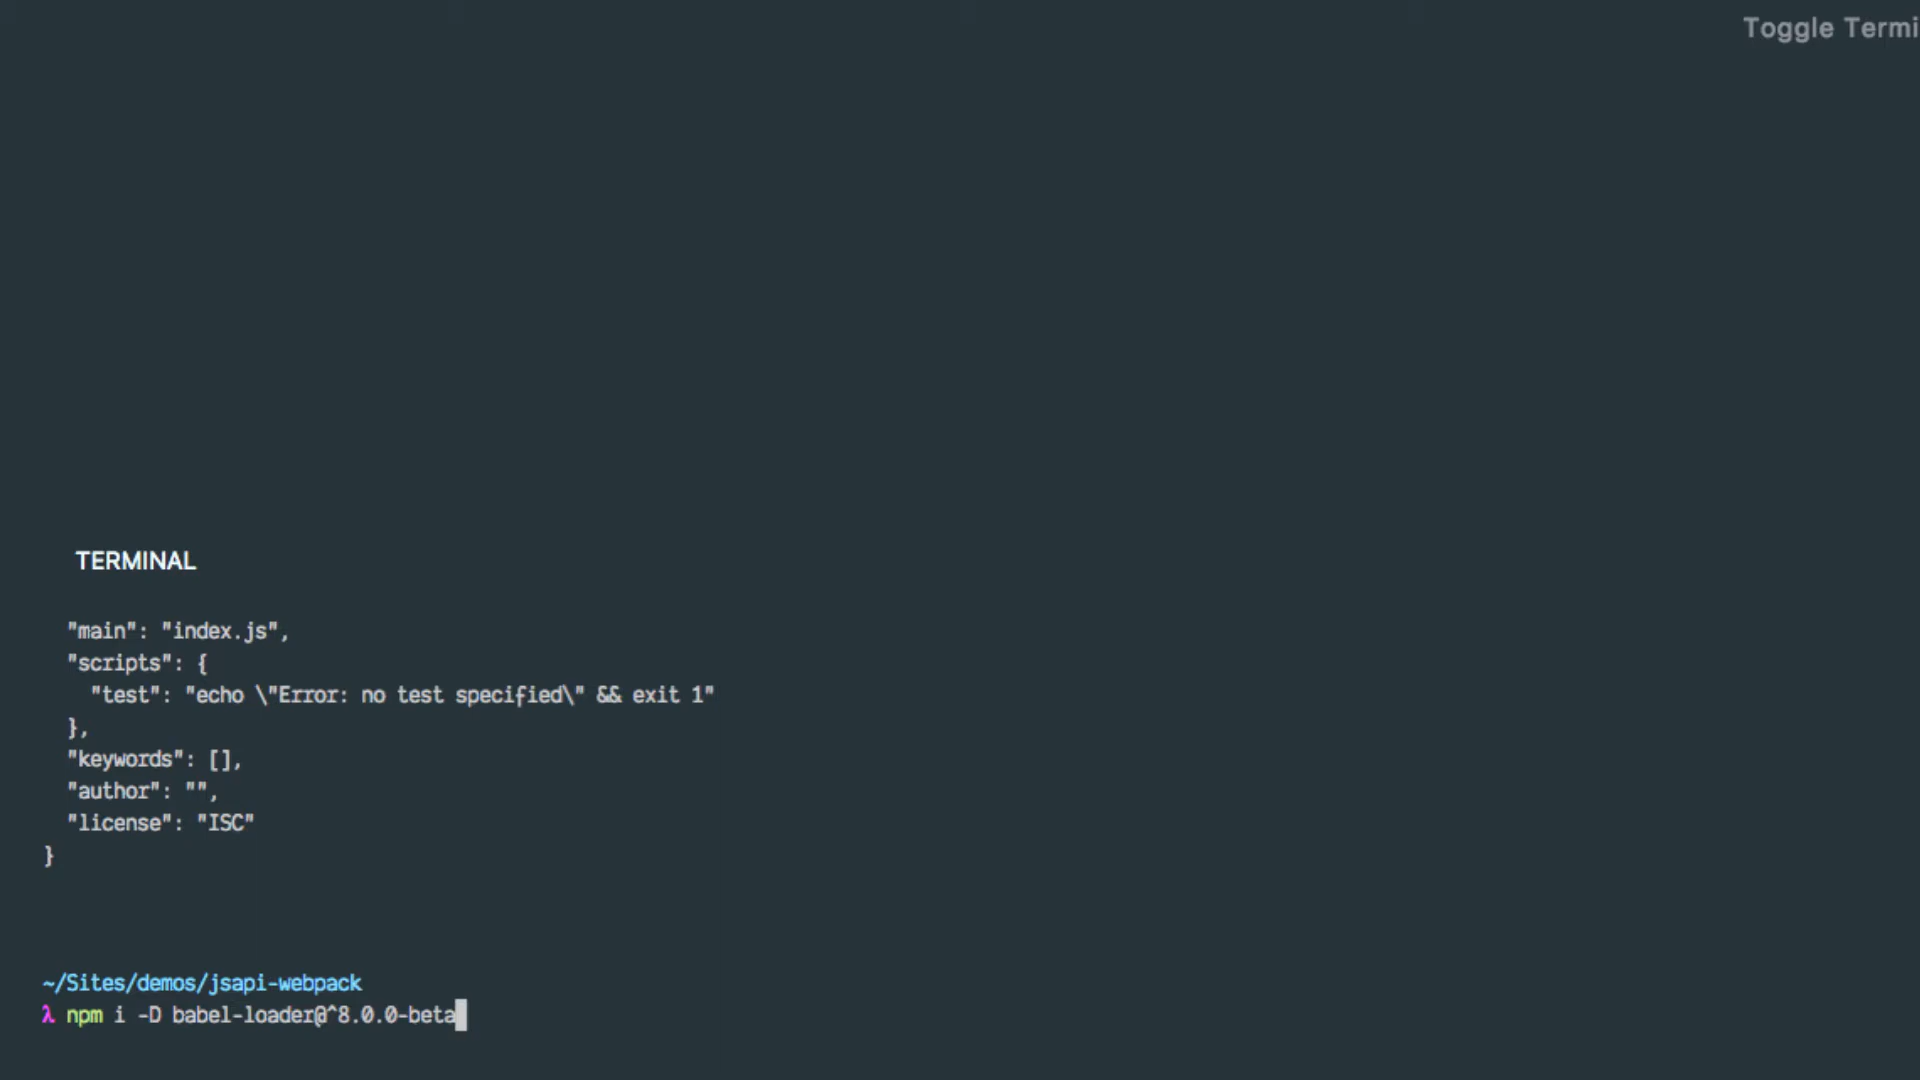 Toggle Termi
TERMINAL
"main": "index.js",
"scripts": {
"test": "echo \"Error: no test specified\" && exit 1"
},
"keywords": [],
"author": "",
"license": "ISC"
}
~/Sites/demos/jsapi-webpack
λ npm i -D babel-loader@^8.0.0-beta